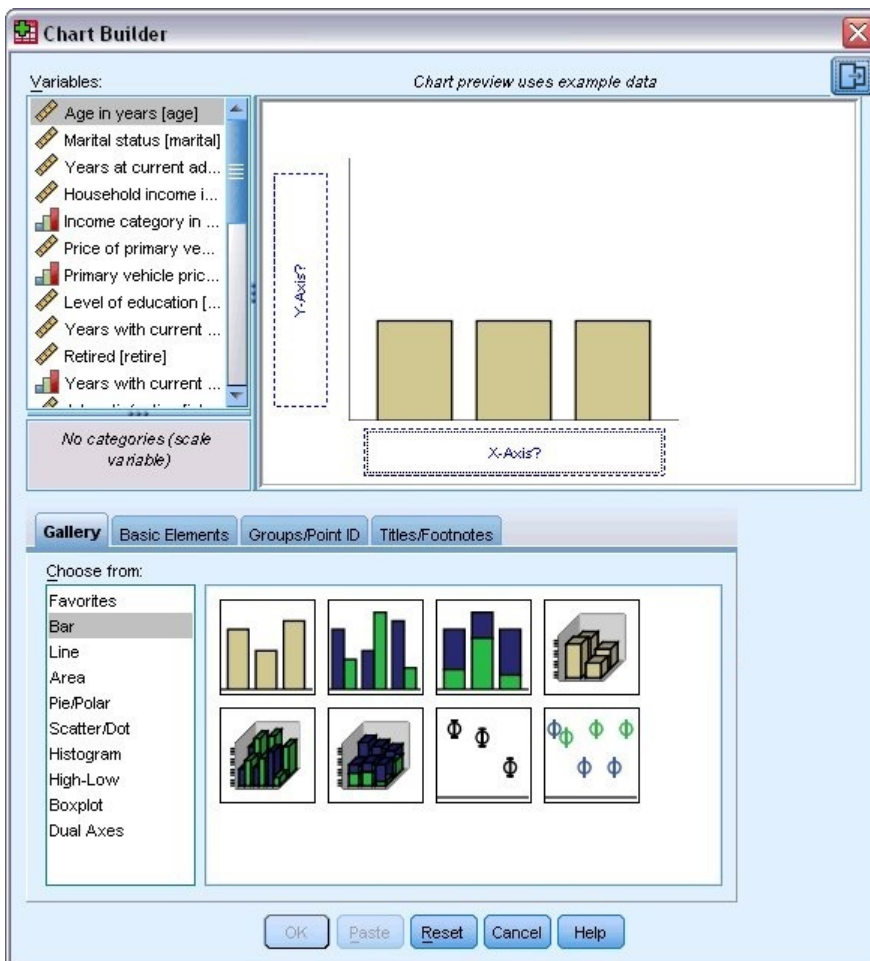 Chart Builder
Variables:
Chart preview uses example data
Age in years [age]
Marital status [marital]
Years at current ad...
Household income i...
Income category in ...
Price of primary ve...
Primary vehicle pric...
Level of education [...
Years with current ...
Retired [retire]
Years with current ...
No categories (scale
variable)
Y-Axis?
X-Axis?
Gallery
Basic Elements
Groups/Point ID
Titles/Footnotes
Choose from:
Favorites
Bar
Line
Area
Pie/Polar
Scatter/Dot
Histogram
High-Low
Boxplot
Dual Axes
OK
Paste
Reset
Cancel
Help